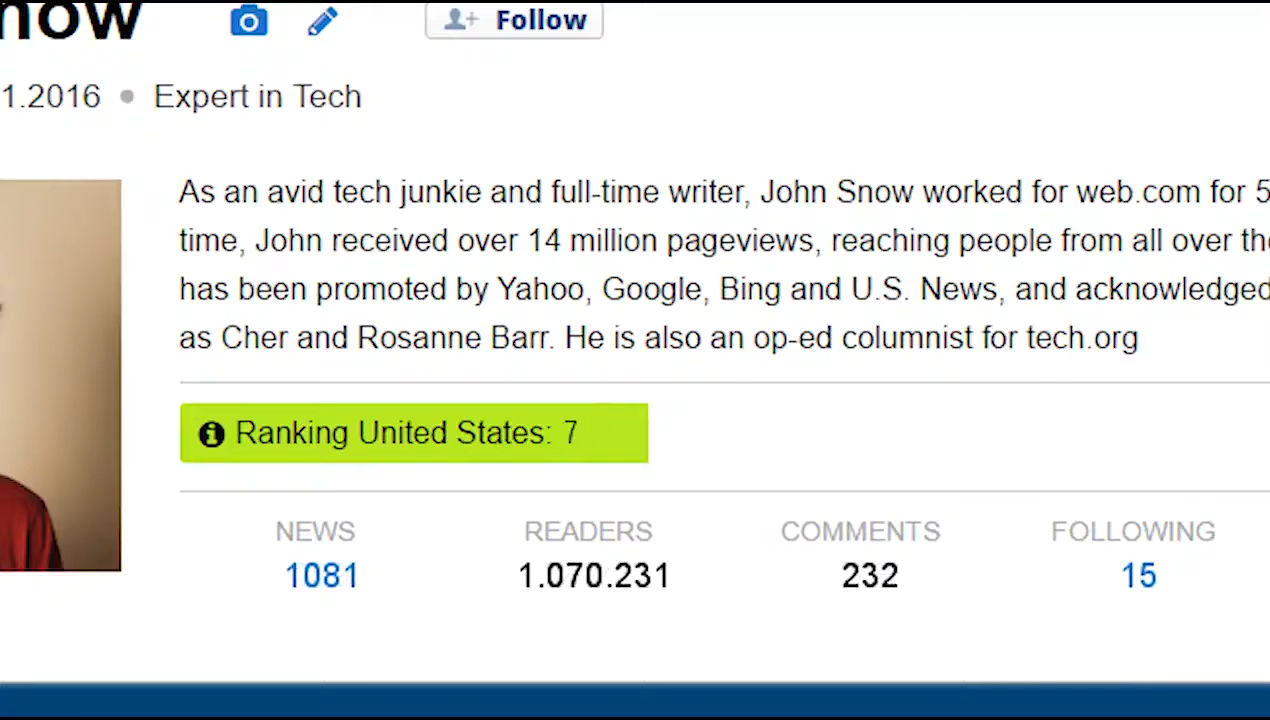 now
Follow
1.2016 • Expert in Tech
As an avid tech junkie and full-time writer, John Snow worked for web.com for 5
time, John received over 14 million pageviews, reaching people from all over the
has been promoted by Yahoo, Google, Bing and U.S. News, and acknowledged
as Cher and Rosanne Barr. He is also an op-ed columnist for tech.org
Ranking United States: 7
NEWS READERS COMMENTS FOLLOWING
1081 1.070.231 232 15